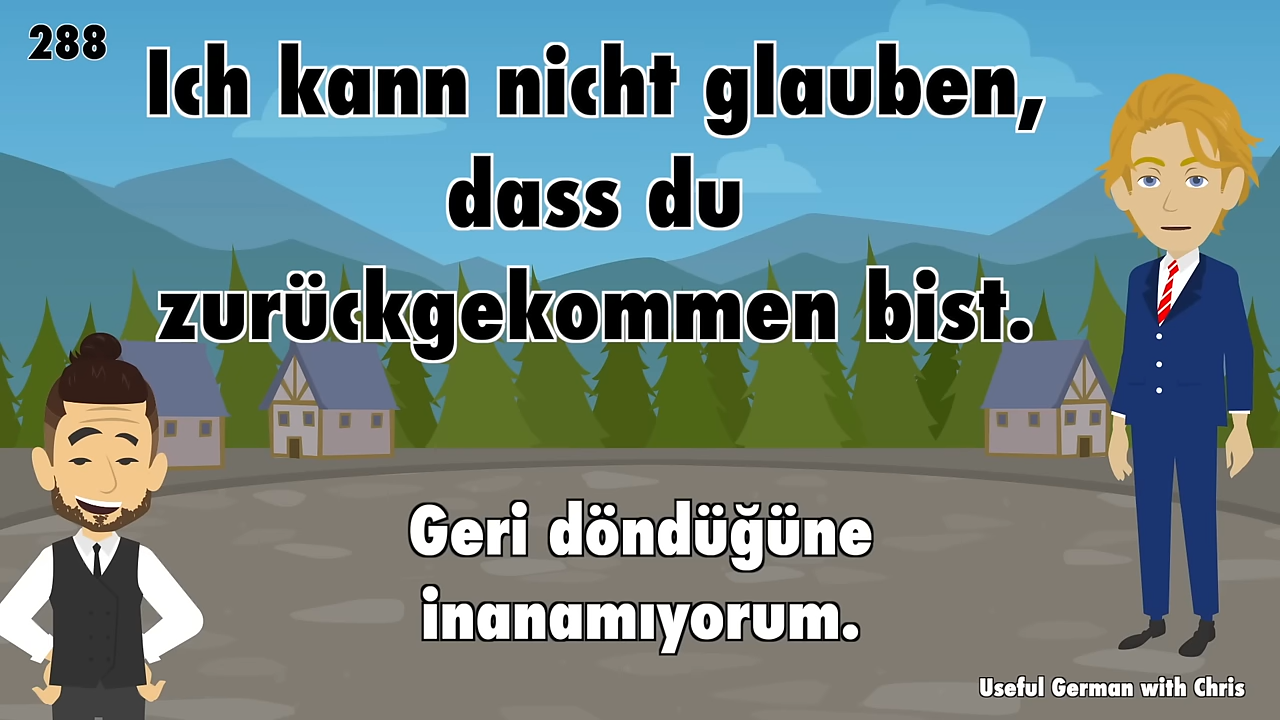 288
Ich kann nicht glauben,
dass du
zurückgekommen bist.
Geri döndüğüne
inanamıyorum.
Useful German with Chris